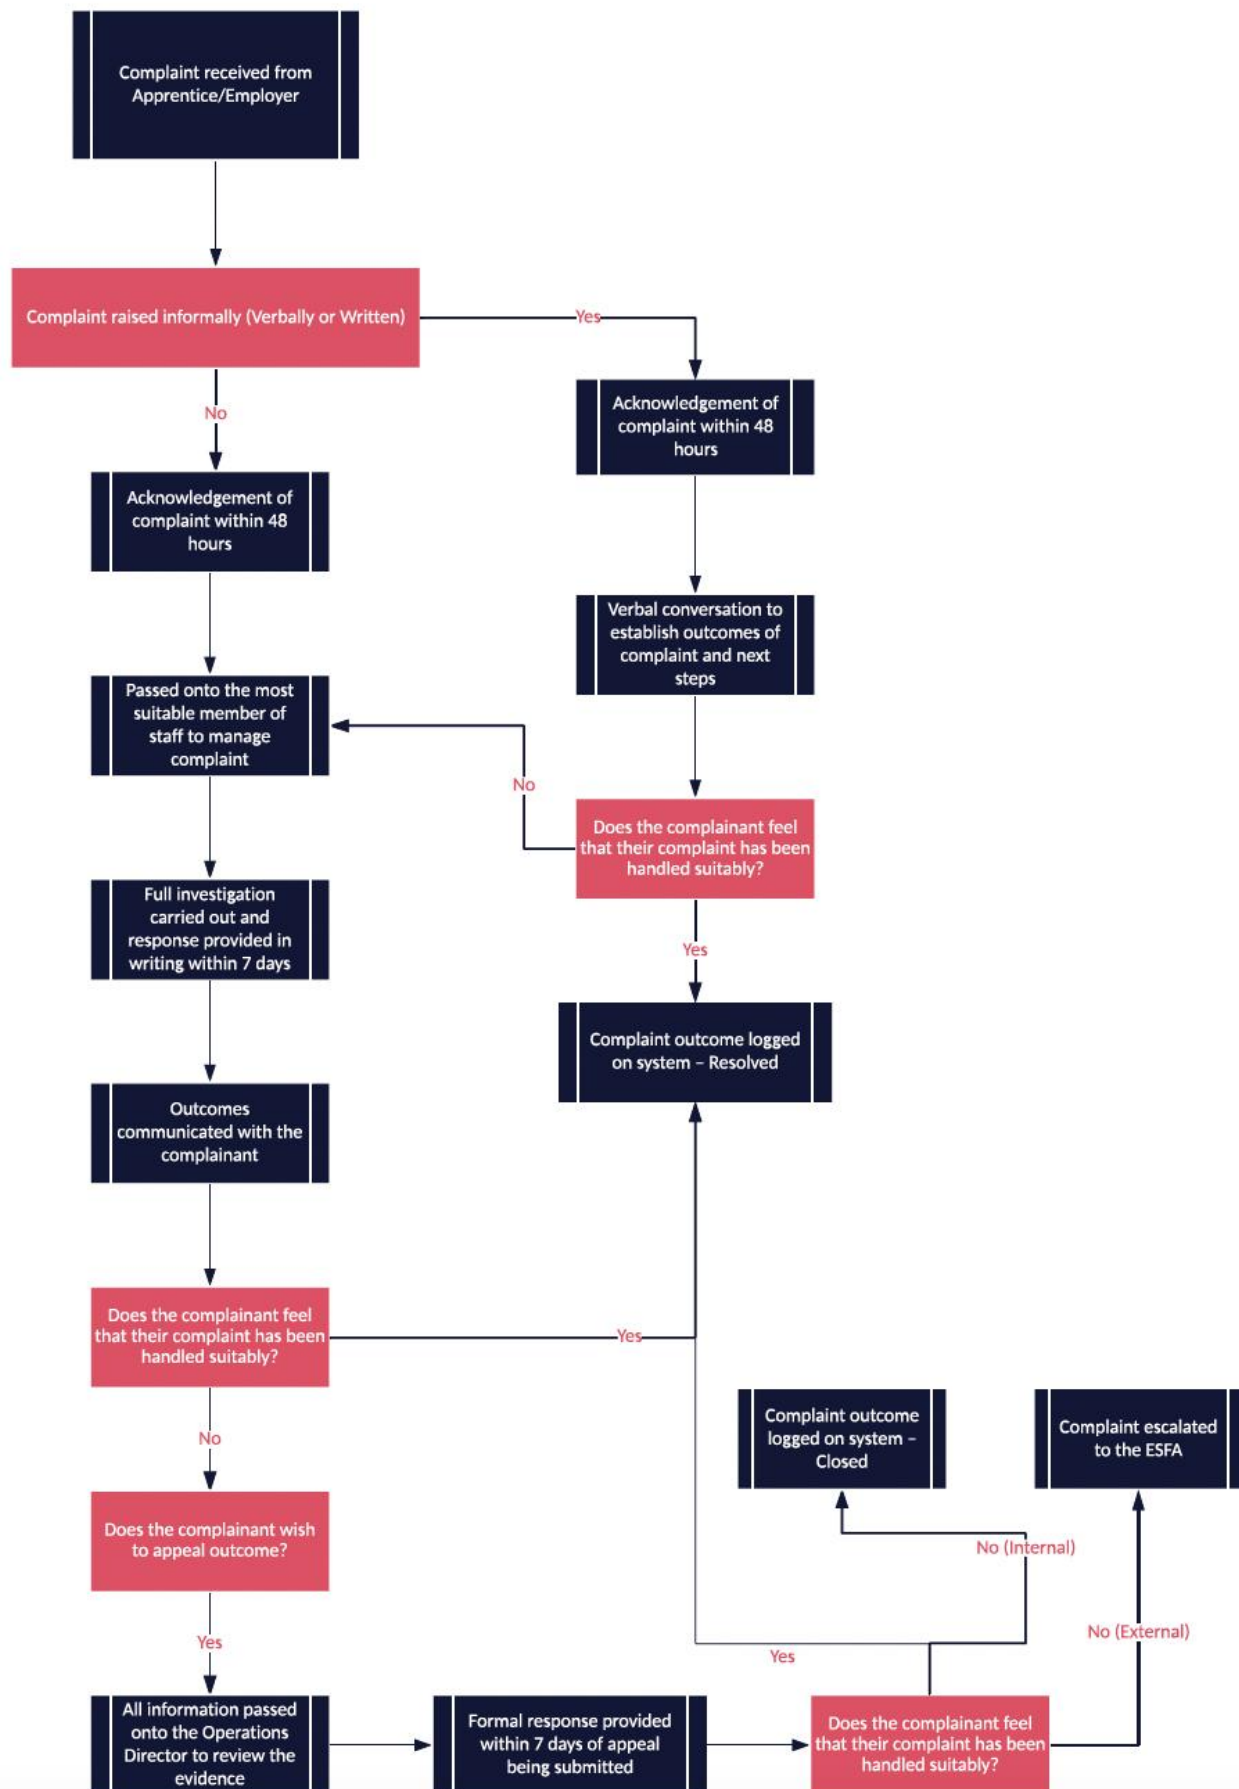 Complaint received from
Apprentice/Employer
Complaint raised informally (Verbally or Written)
Yes
No
Acknowledgement of
complaint within 48
hours
Acknowledgement of
complaint within 48
hours
Verbal conversation to
establish outcomes of
complaint and next
steps
Passed onto the most
suitable member of
staff to manage
complaint
No
Does the complainant feel
that their complaint has been
handled suitably?
Full investigation
carried out and
response provided in
writing within 7 days
Yes
Complaint outcome logged
on system – Resolved
Outcomes
communicated with the
complainant
Does the complainant feel
that their complaint has been
handled suitably?
Yes
No
Complaint outcome
logged on system –
Closed
Complaint escalated
to the ESFA
Does the complainant wish
to appeal outcome?
No (Internal)
No (External)
Yes
Yes
All information passed
onto the Operations
Director to review the
evidence
Formal response provided
within 7 days of appeal
being submitted
Does the complainant feel
that their complaint has been
handled suitably?